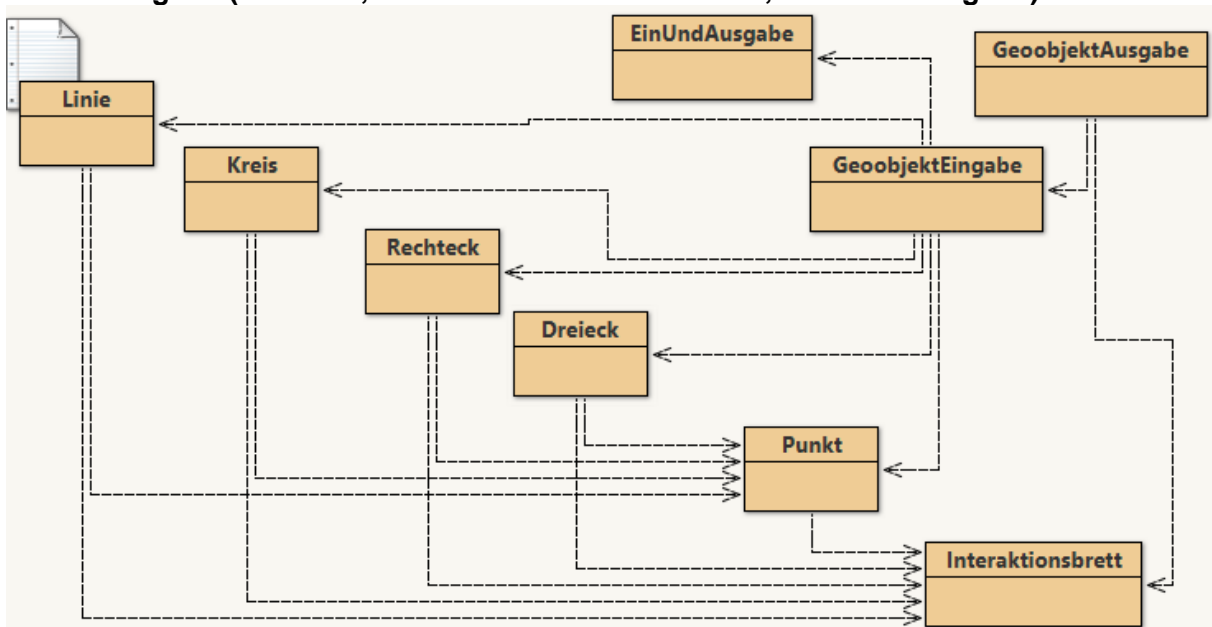 EinUndAusgabe
GeoobjektAusgabe
Linie
Kreis
GeoobjektEingabe
Rechteck
Dreieck
Punkt
Interaktionsbrett